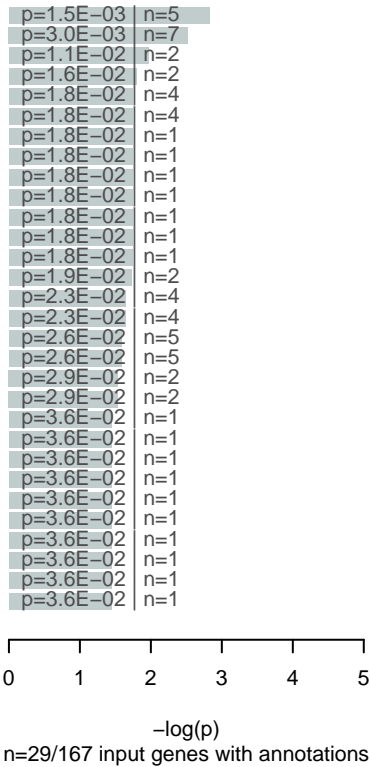 p=1.5E−03 | n=5
p=3.0E−03 | n=7
p=1.1E−02 | n=2
p=1.6E−02 | n=2
p=1.8E−02 | n=4
p=1.8E−02 | n=4
p=1.8E−02 | n=1
p=1.8E−02 | n=1
p=1.8E−02 | n=1
p=1.8E−02 | n=1
p=1.8E−02 | n=1
p=1.8E−02 | n=1
p=1.8E−02 | n=1
p=1.9E−02 | n=2
p=2.3E−02 | n=4
p=2.3E−02 | n=4
p=2.6E−02 | n=5
p=2.6E−02 | n=5
p=2.9E−02 | n=2
p=2.9E−02 | n=2
p=3.6E−02 | n=1
p=3.6E−02 | n=1
p=3.6E−02 | n=1
p=3.6E−02 | n=1
p=3.6E−02 | n=1
p=3.6E−02 | n=1
p=3.6E−02 | n=1
p=3.6E−02 | n=1
p=3.6E−02 | n=1
p=3.6E−02 | n=1
0 1 2 3 4 5
−log(p)
n=29/167 input genes with annotations